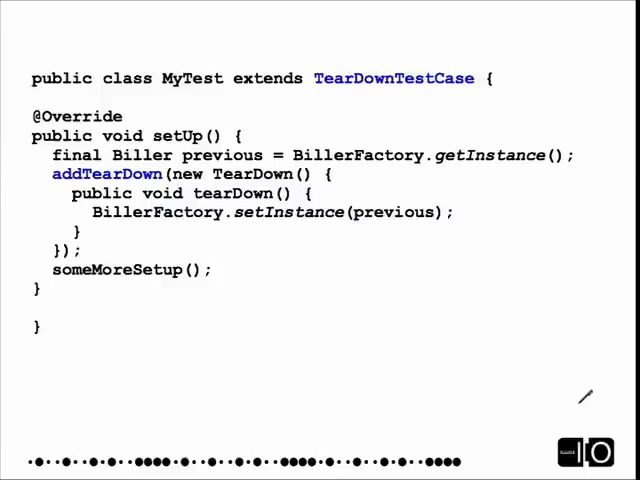 public class MyTest extends TearDownTestCase {
@Override
public void setUp() {
final Biller previous = BillerFactory.getInstance();
addTearDown(new TearDown() {
public void tearDown() {
BillerFactory.setInstance(previous);
}
});
someMoreSetup();
}
}
IO